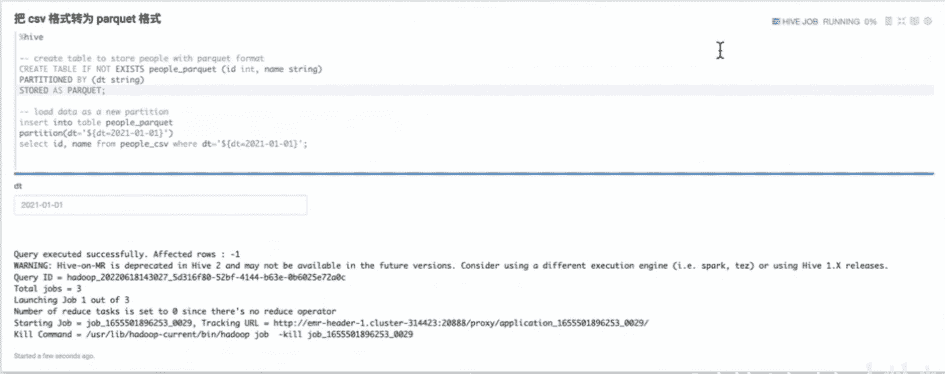 把 csv 格式转为 parquet 格式
HIVE JOB RUNNING 0%
%hive
-- create table to store people with parquet format
CREATE TABLE IF NOT EXISTS people_parquet (id int, name string)
PARTITIONED BY (dt string)
STORED AS PARQUET;
-- load data as a new partition
insert into table people_parquet
partition(dt='${dt=2021-01-01}')
select id, name from people_csv where dt='${dt=2021-01-01}';
dt
2021-01-01
Query executed successfully. Affected rows : -1
WARNING: Hive-on-MR is deprecated in Hive 2 and may not be available in the future versions. Consider using a different execution engine (i.e. spark, tez) or using Hive 1.X releases.
Query ID = hadoop_20220618143027_5d316f80-52bf-4144-b63e-0b6025e72a0c
Total jobs = 3
Launching Job 1 out of 3
Number of reduce tasks is set to 0 since there's no reduce operator
Starting Job = job_1655501896253_0029, Tracking URL = http://emr-header-1.cluster-314423:20888/proxy/application_1655501896253_0029/
Kill Command = /usr/lib/hadoop-current/bin/hadoop job  -kill job_1655501896253_0029
Started a few seconds ago.